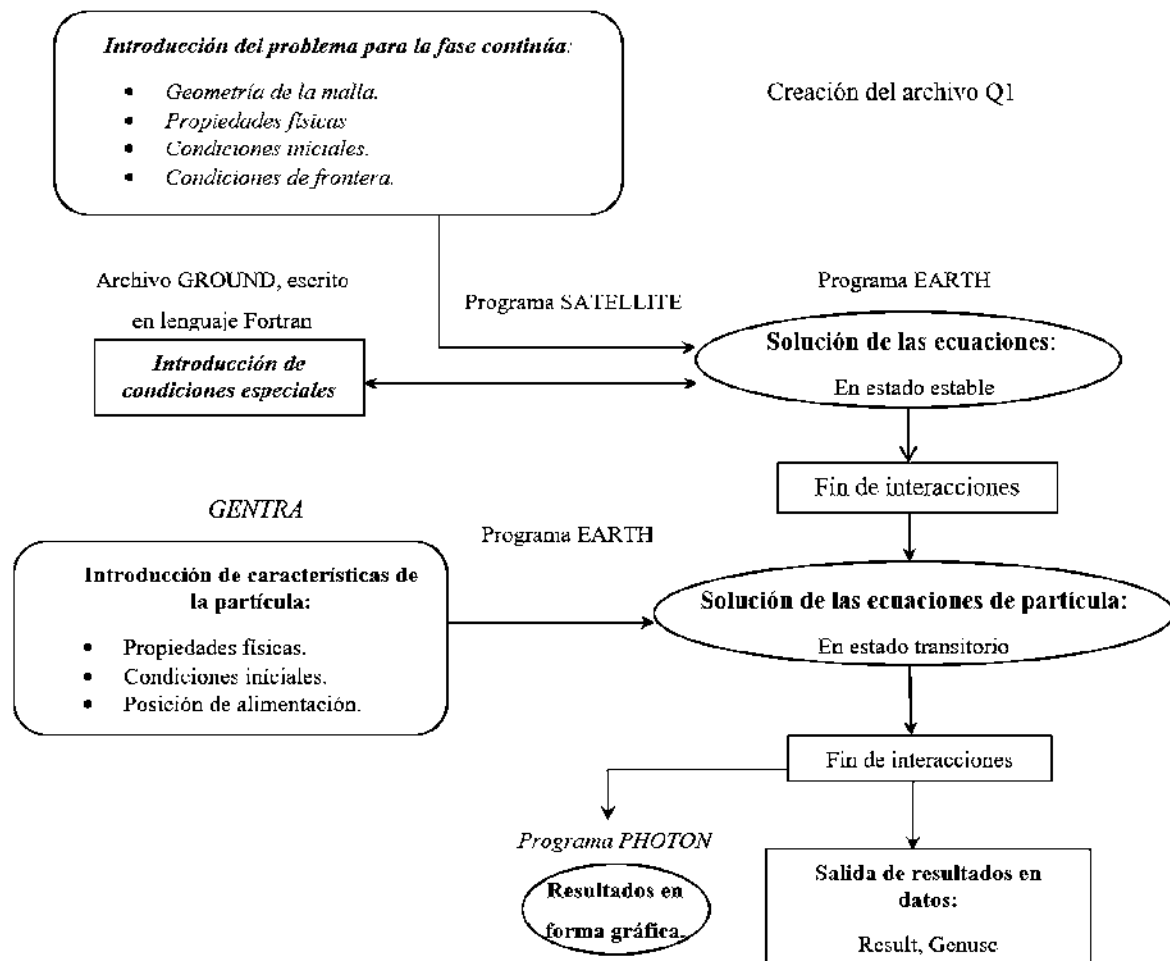 Introducción del problema para la fase continúa:
• Geometría de la malla.
• Propiedades físicas
• Condiciones iniciales.
• Condiciones de frontera.
Creación del archivo Q1
Archivo GROUND, escrito
en lenguaje Fortran
Programa SATELLITE
Programa EARTH
Introducción de
condiciones especiales
Solución de las ecuaciones:
En estado estable
Fin de interacciones
GENTRA
Programa EARTH
Introducción de características de
la partícula:
• Propiedades físicas.
• Condiciones iniciales.
• Posición de alimentación.
Solución de las ecuaciones de partícula:
En estado transitorio
Fin de interacciones
Programa PHOTON
Resultados en
forma gráfica.
Salida de resultados en
datos:
Result, Genuse